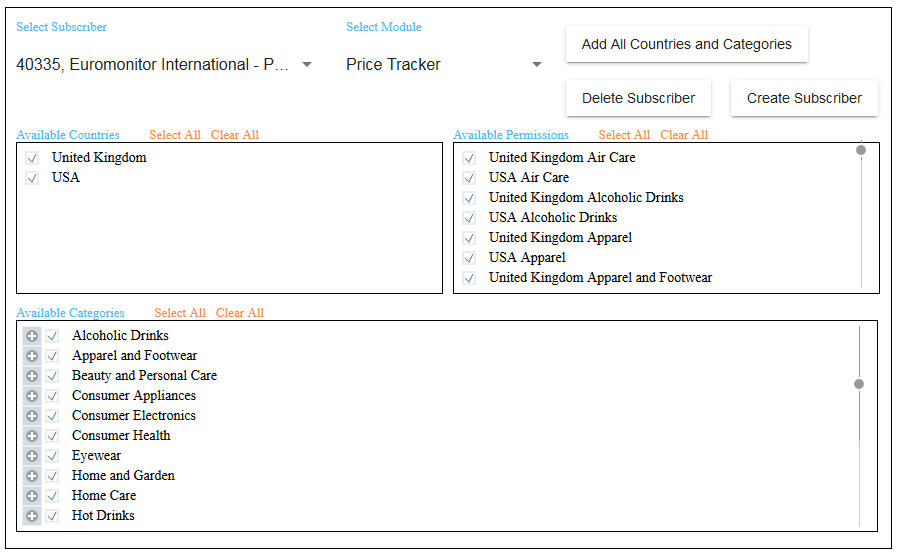 Select Subscriber
Select Module
40335, Euromonitor International - P...
Price Tracker
Add All Countries and Categories
Delete Subscriber
Create Subscriber
Available Countries Select All Clear All
United Kingdom
USA
Available Permissions Select All Clear All
United Kingdom Air Care
USA Air Care
United Kingdom Alcoholic Drinks
USA Alcoholic Drinks
United Kingdom Apparel
USA Apparel
United Kingdom Apparel and Footwear
Available Categories Select All Clear All
Alcoholic Drinks
Apparel and Footwear
Beauty and Personal Care
Consumer Appliances
Consumer Electronics
Consumer Health
Eyewear
Home and Garden
Home Care
Hot Drinks